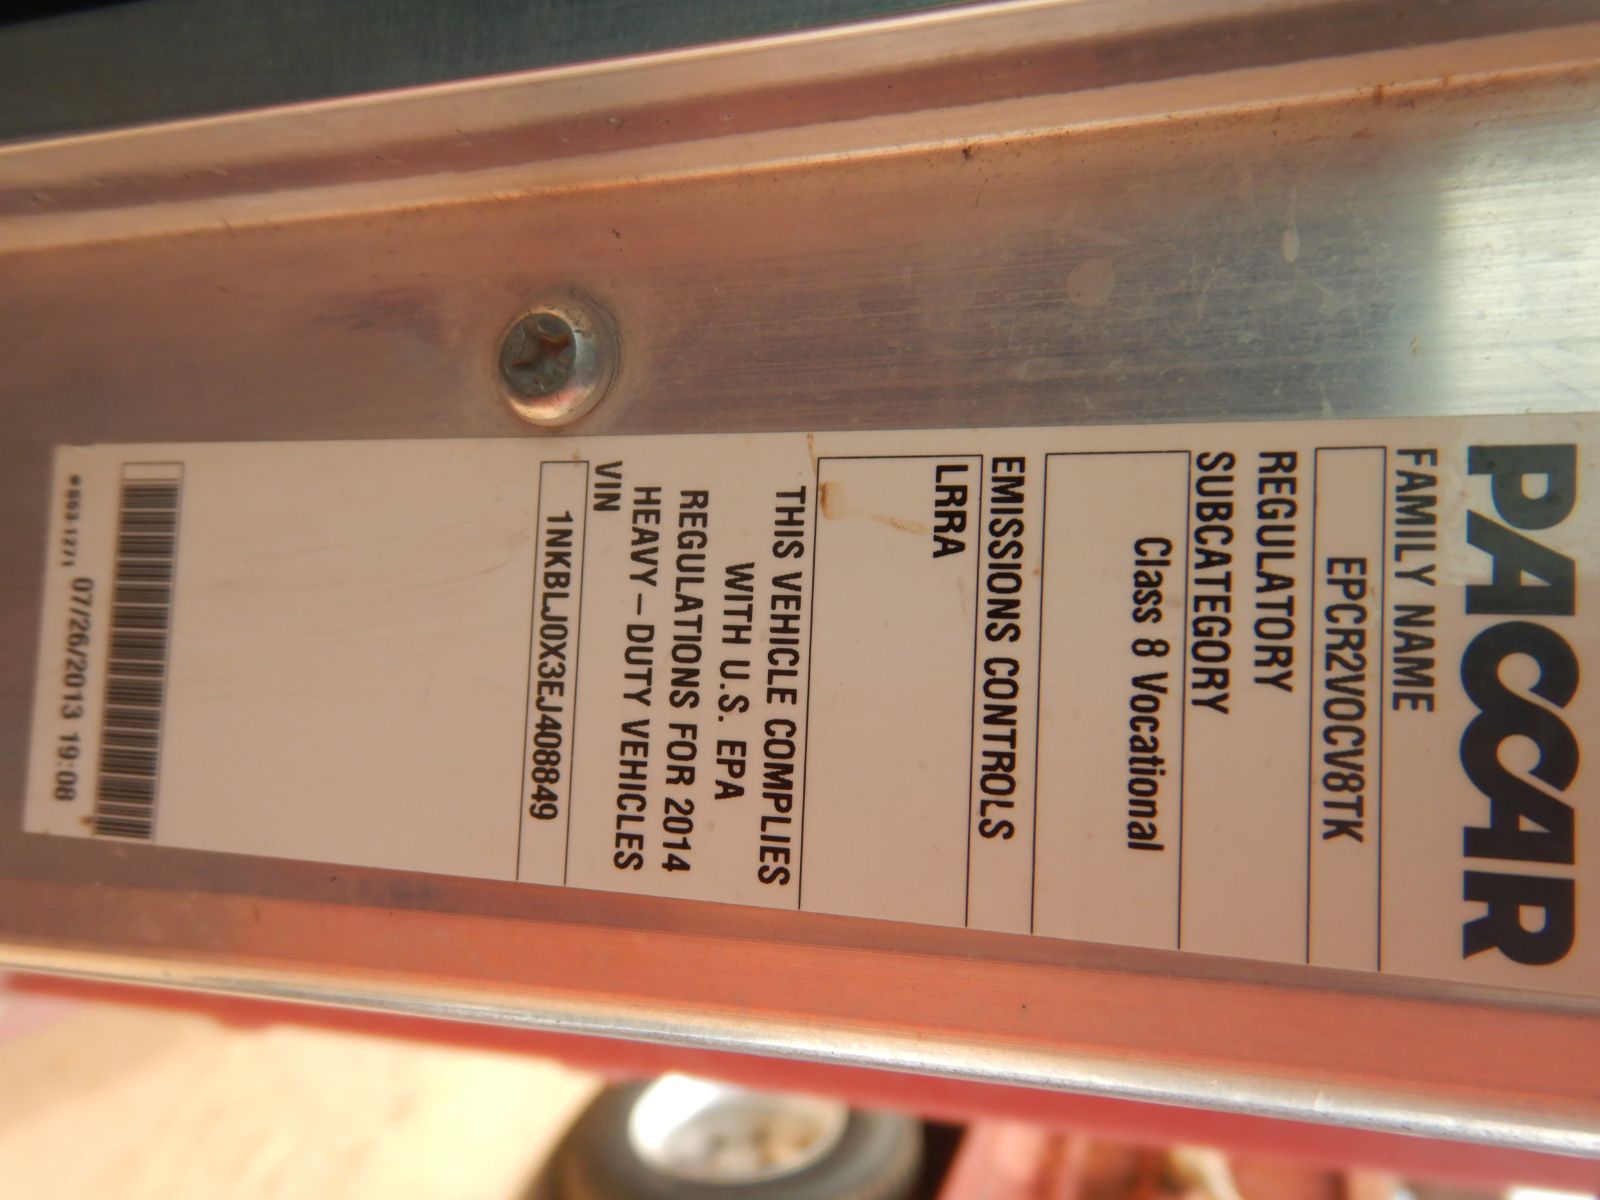 PACCAR
FAMILY NAME
EPCR2VOCV8TK
REGULATORY
SUBCATEGORY
Class 8 Vocational
EMISSIONS CONTROLS
LRRA
THIS VEHICLE COMPLIES
WITH U.S. EPA
REGULATIONS FOR 2014
HEAVY-DUTY VEHICLES
VIN
1NKBLJ0X3EJ408849
07/26/2013 19:08